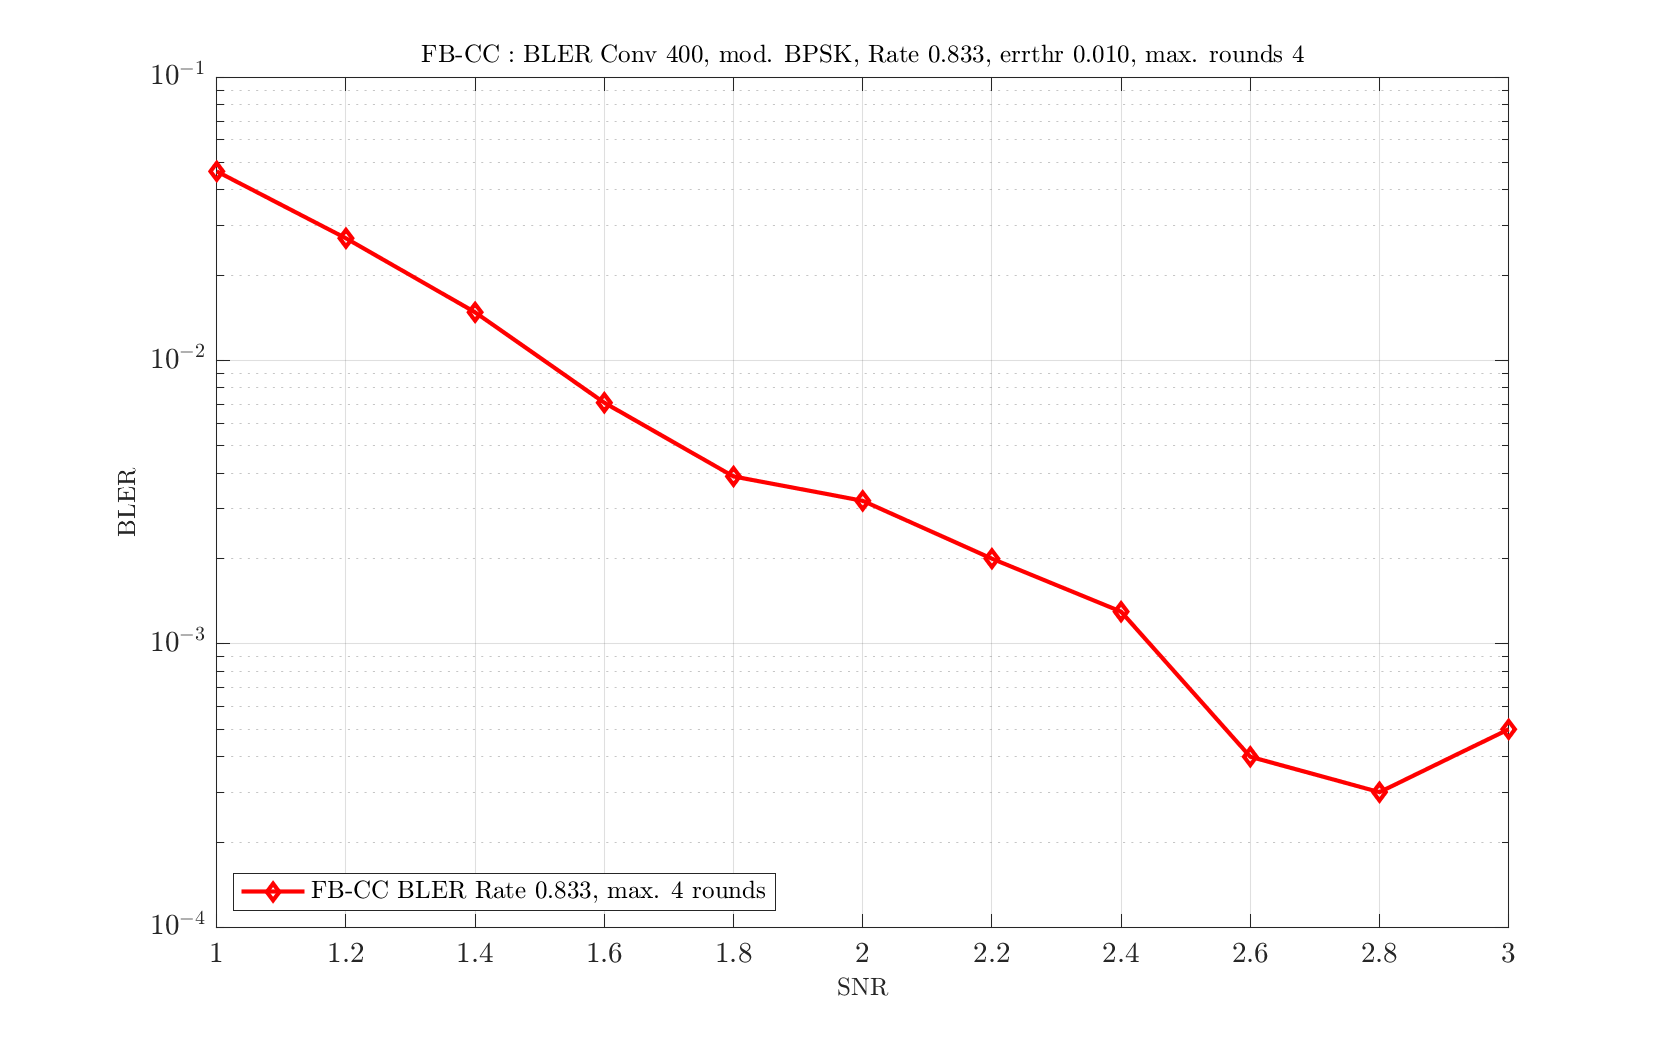 FB-CC : BLER Conv 400, mod. BPSK, Rate 0.833, errthr 0.010, max. rounds 4
10⁻¹
10⁻²
10⁻³
10⁻⁴
BLER
FB-CC BLER Rate 0.833, max. 4 rounds
1 1.2 1.4 1.6 1.8 2 2.2 2.4 2.6 2.8 3
SNR